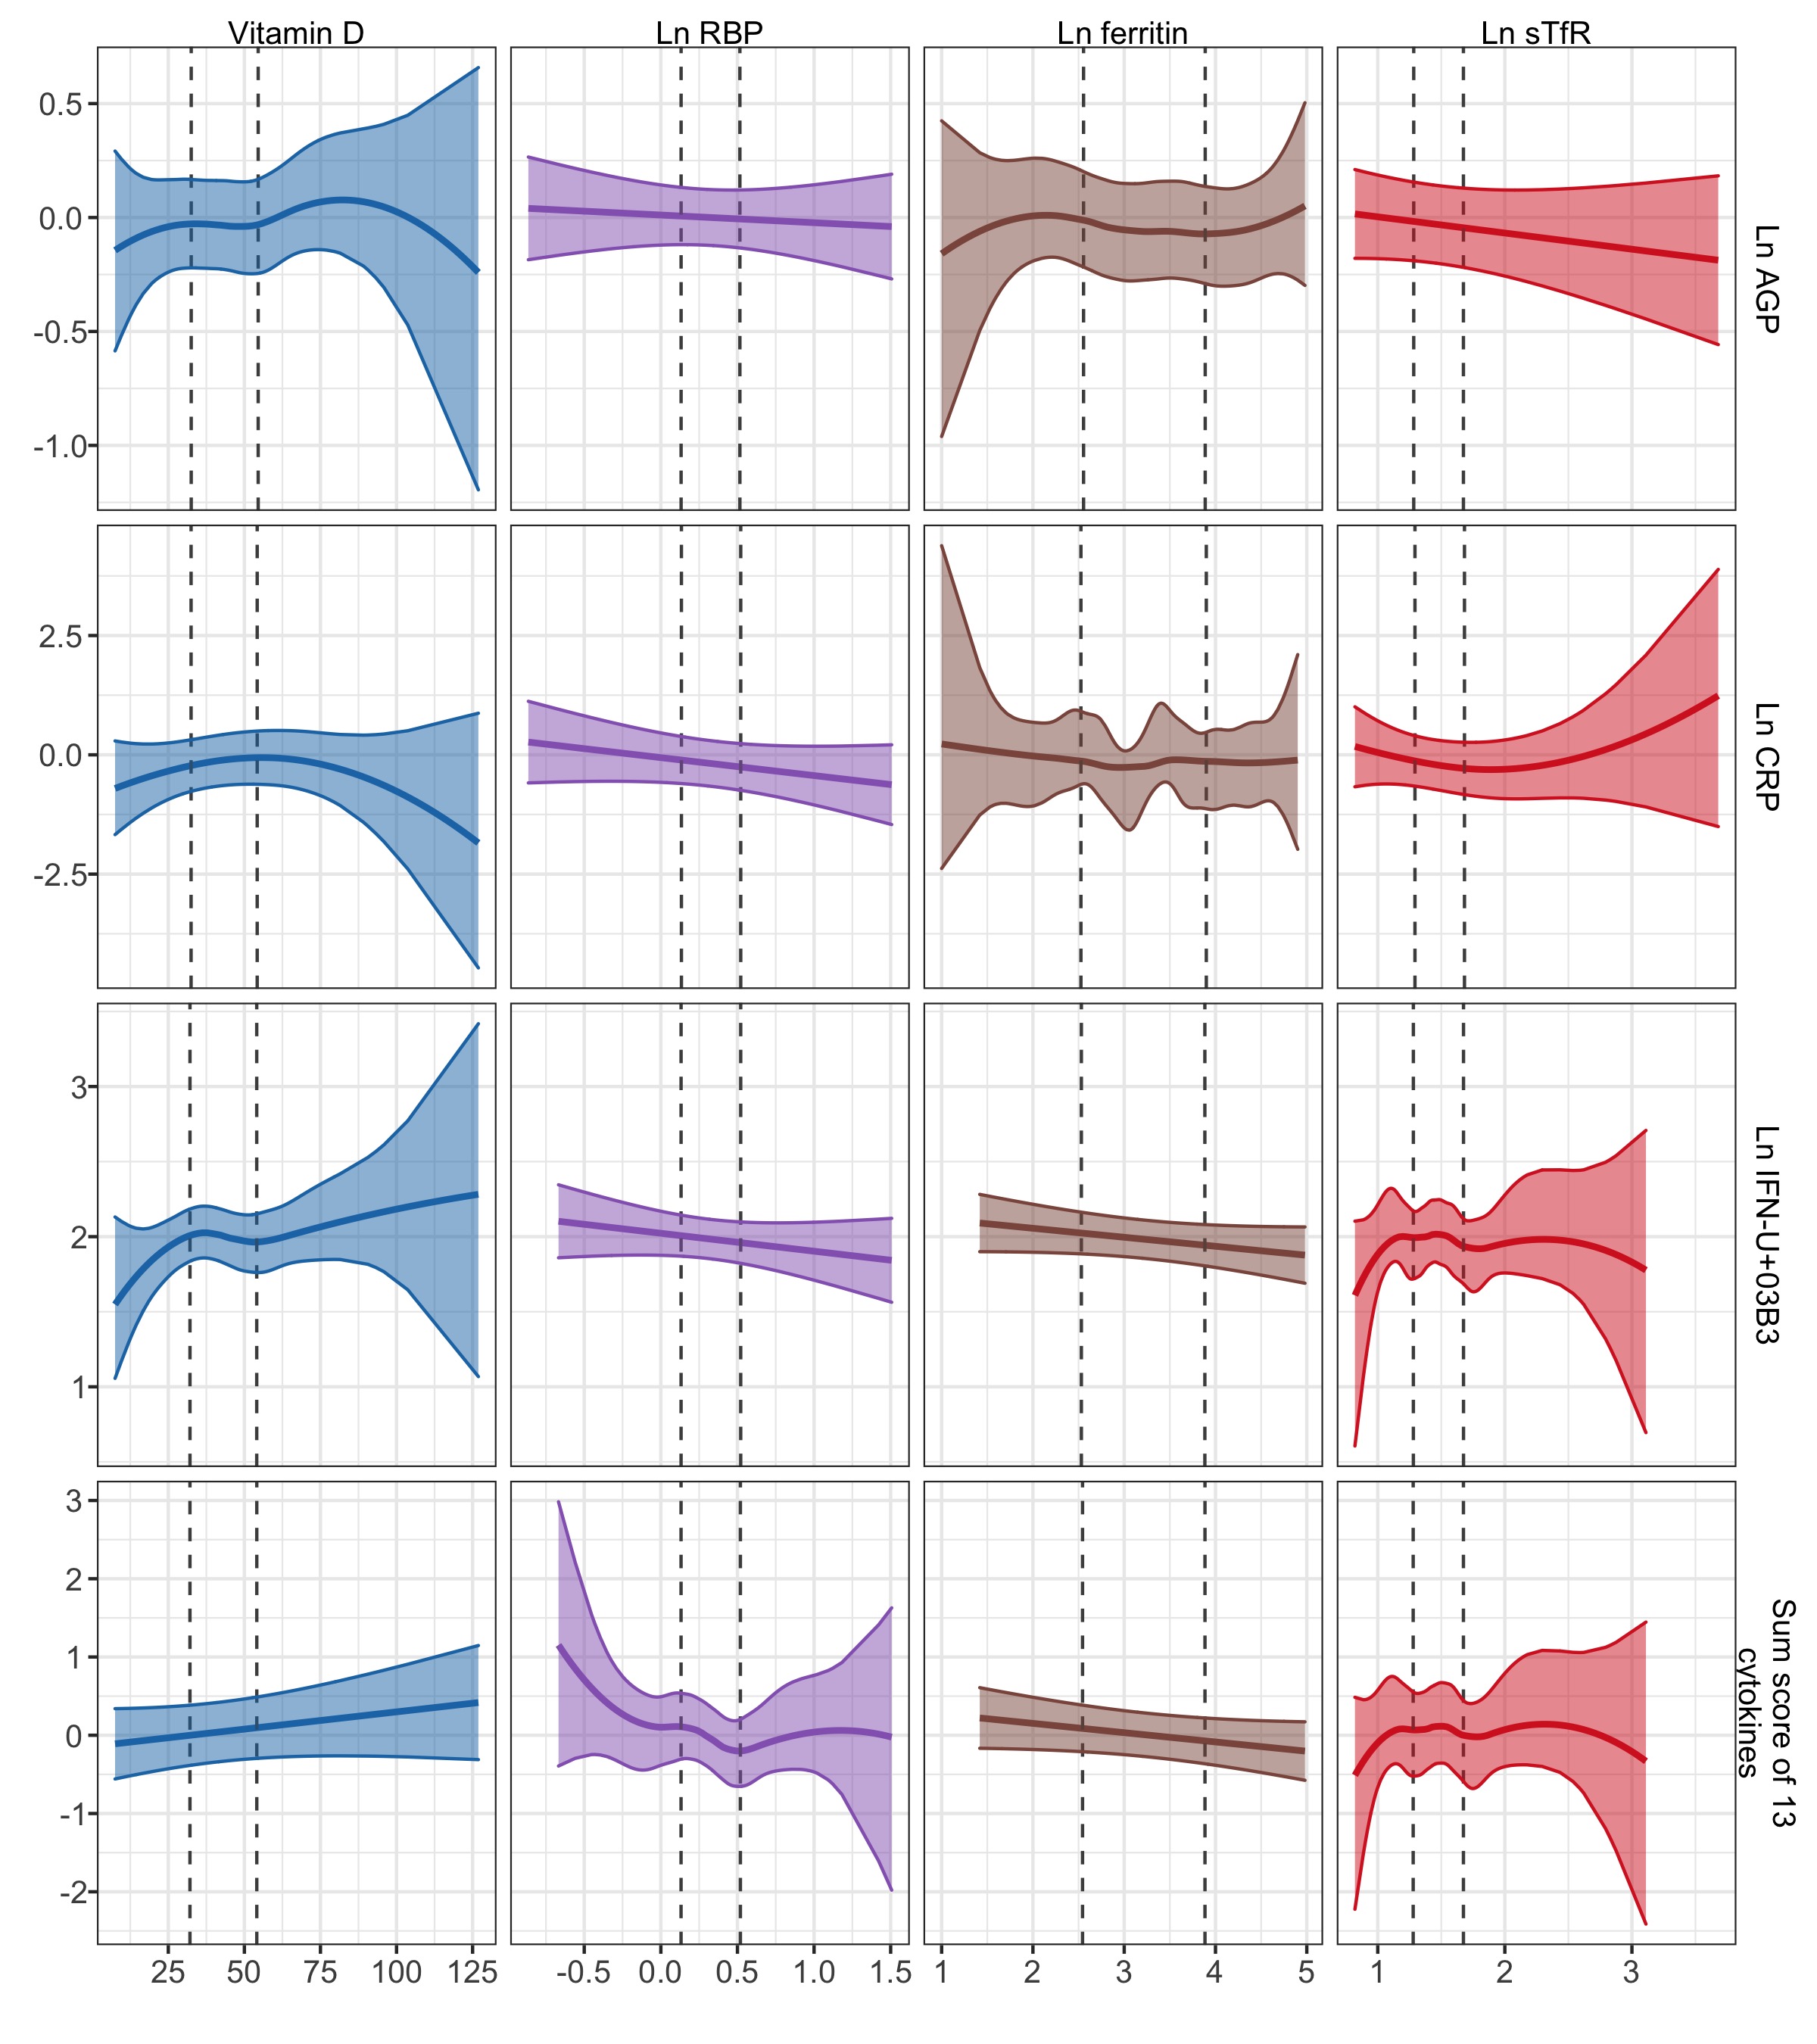 Vitamin D Ln RBP Ln ferritin Ln sTfR
0.5
0.0
-0.5
-1.0
Ln AGP
2.5
0.0
-2.5
Ln CRP
3
2
1
Ln IFN-U+03B3
3
2
1
0
-1
-2
Sum score of 13
cytokines
25 50 75 100 125 -0.5 0.0 0.5 1.0 1.5 1 2 3 4 5 1 2 3